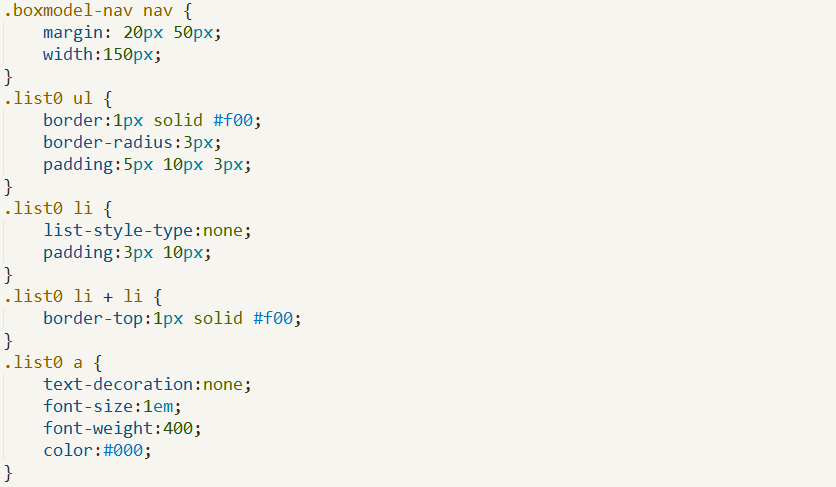 .boxmodel-nav nav {
    margin: 20px 50px;
    width:150px;
}
.list0 ul {
    border:1px solid #f00;
    border-radius:3px;
    padding:5px 10px 3px;
}
.list0 li {
    list-style-type:none;
    padding:3px 10px;
}
.list0 li + li {
    border-top:1px solid #f00;
}
.list0 a {
    text-decoration:none;
    font-size:1em;
    font-weight:400;
    color:#000;
}